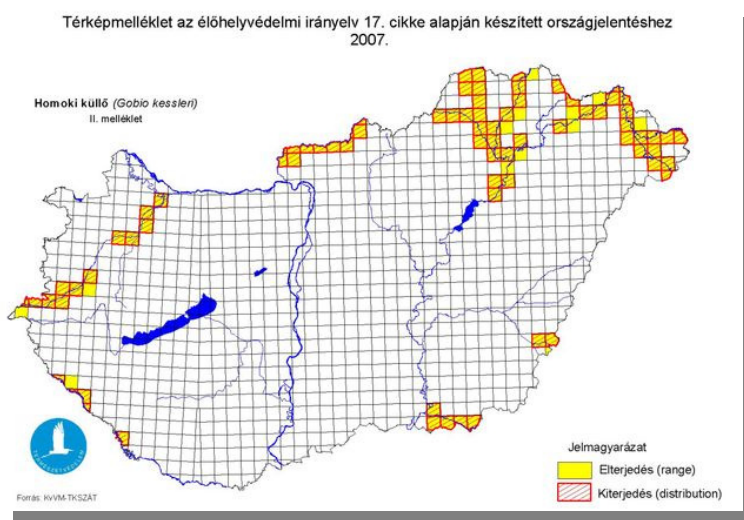 Térképmelléklet az élőhelyvédelmi irányelv 17. cikke alapján készített országjelentéshez
2007.
Homoki küllő (Gobio kessleri)
II. melléklet
TERMÉSZETVÉDELEM
Jelmagyarázat
Elterjedés (range)
Kiterjedés (distribution)
Forrás: KvVM-TKSZÁT